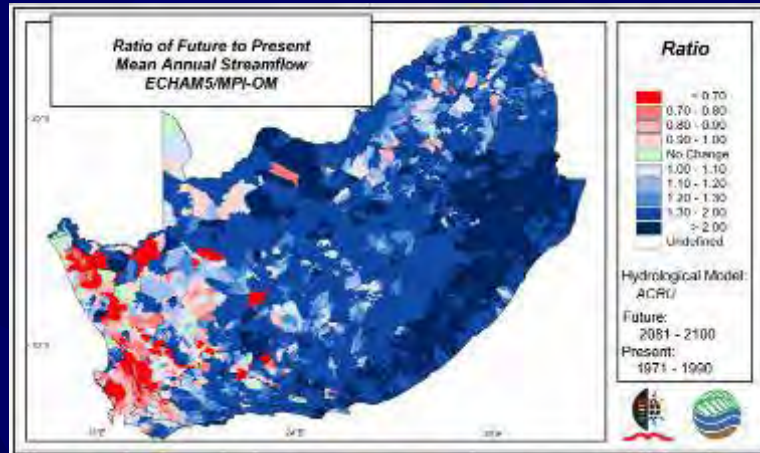 Ratio of Future to Present
Mean Annual Streamflow
ECHAM5/MPI-OM
Ratio
< 0.70
0.70 - 0.80
0.80 - 0.90
0.90 - 1.00
No Change
1.00 - 1.10
1.10 - 1.20
1.20 - 1.30
1.30 - 2.00
> 2.00
Undefined
Hydrological Model:
ACRU
Future:
2081 - 2100
Present:
1971 - 1990